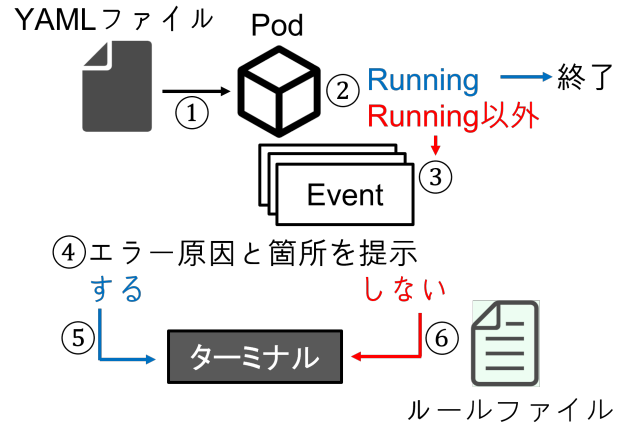 YAMLファイル
Pod
①
②
Running
終了
Running以外
③
Event
④エラー原因と箇所を提示
する
しない
⑤
ターミナル
⑥
ルールファイル